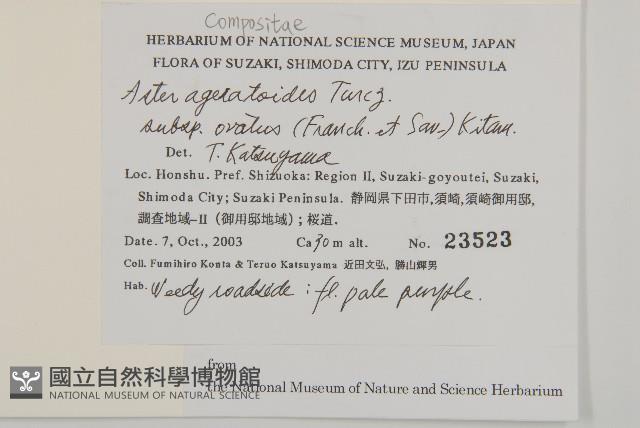 Compositae
HERBARIUM OF NATIONAL SCIENCE MUSEUM, JAPAN
FLORA OF SUZAKI, SHIMODA CITY, IZU PENINSULA
Aster ageratoides Turcz.
subsp. ovatus (Franch. et Sav.) Kitam.
Det. T. Katsuyama
Loc. Honshu. Pref. Shizuoka: Region II, Suzaki-goyoutei, Suzaki,
Shimoda City; Suzaki Peninsula. 静岡県下田市,須崎,須崎御用邸,
調査地域-II (御用邸地域) ; 桜道.
Date. 7, Oct., 2003 Ca 30 m alt. No. 23523
Coll. Fumihiro Konta & Teruo Katsuyama 近田文弘, 勝山輝男
Hab. Weedy roadside : fl. pale purple.
from
the National Museum of Nature and Science Herbarium
國立自然科學博物館
NATIONAL MUSEUM OF NATURAL SCIENCE